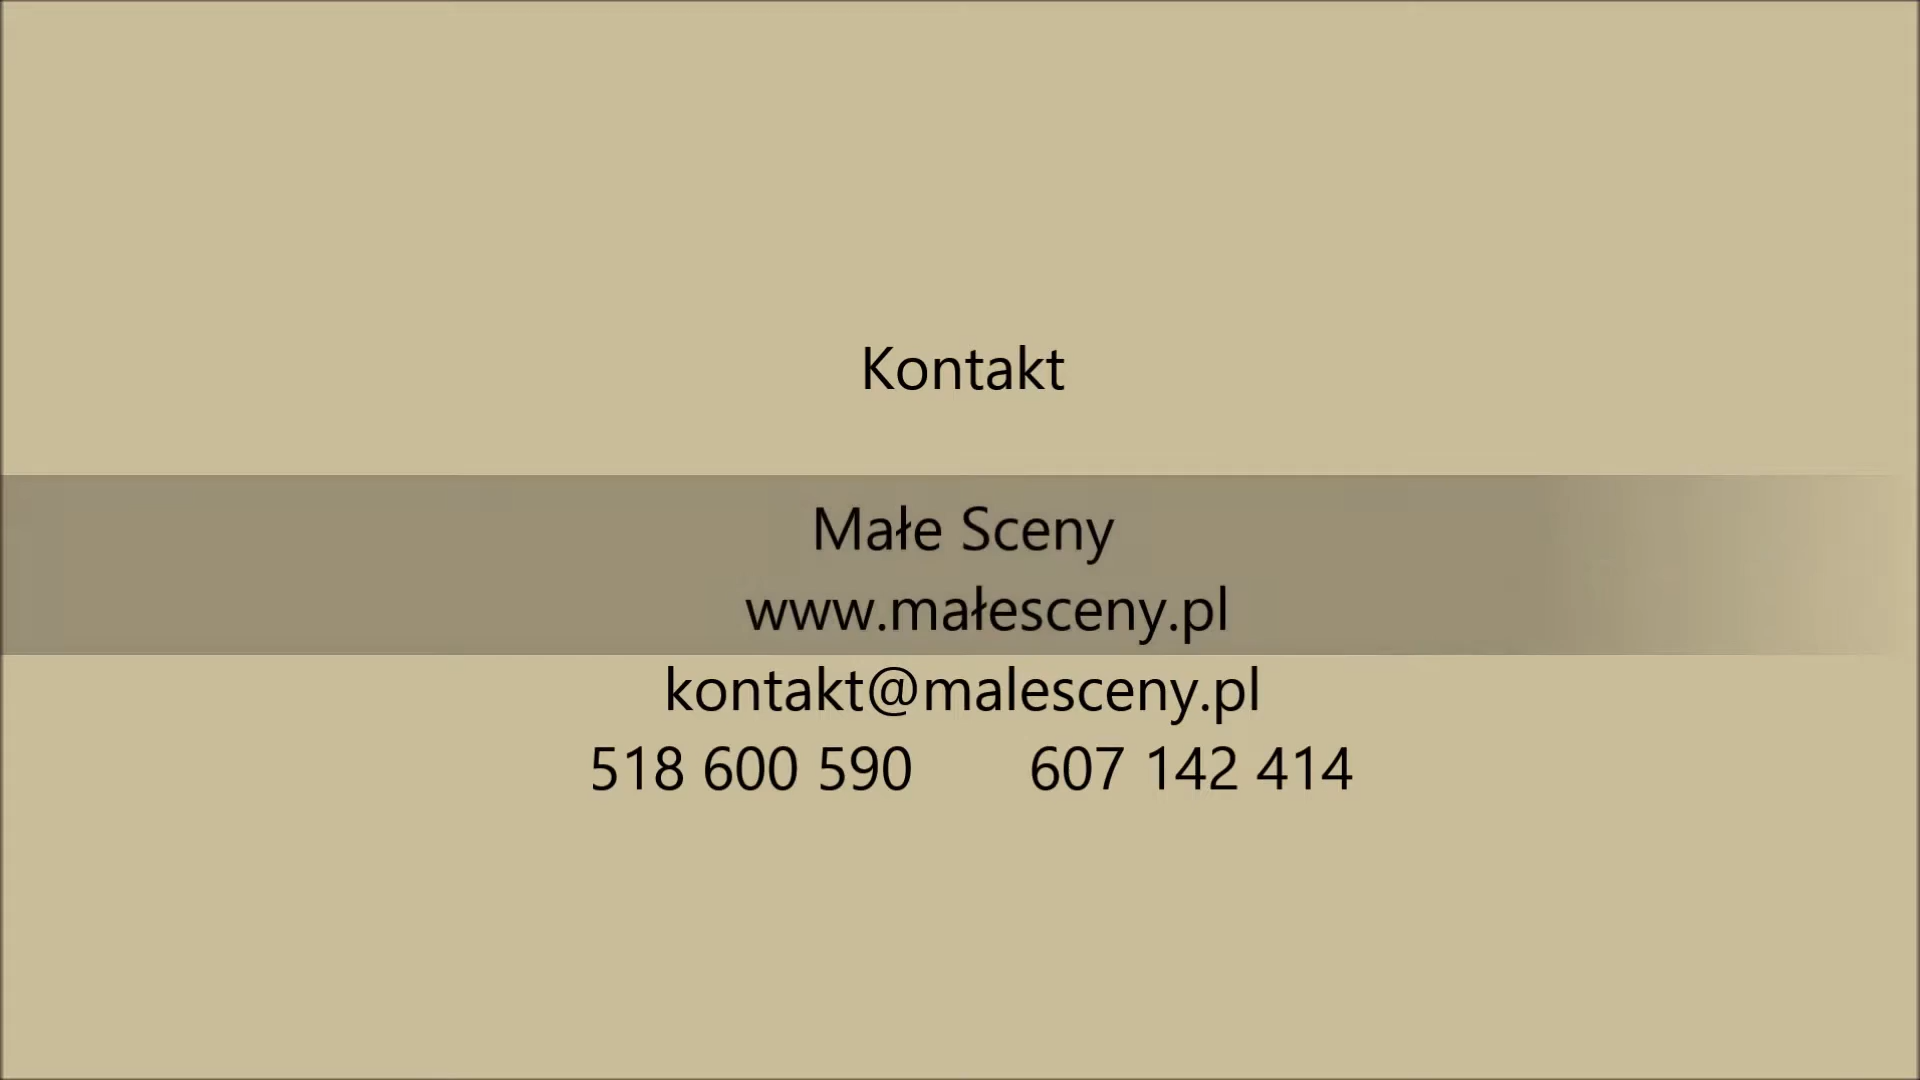 Kontakt
Małe Sceny
www.małesceny.pl
kontakt@malesceny.pl
518 600 590 607 142 414